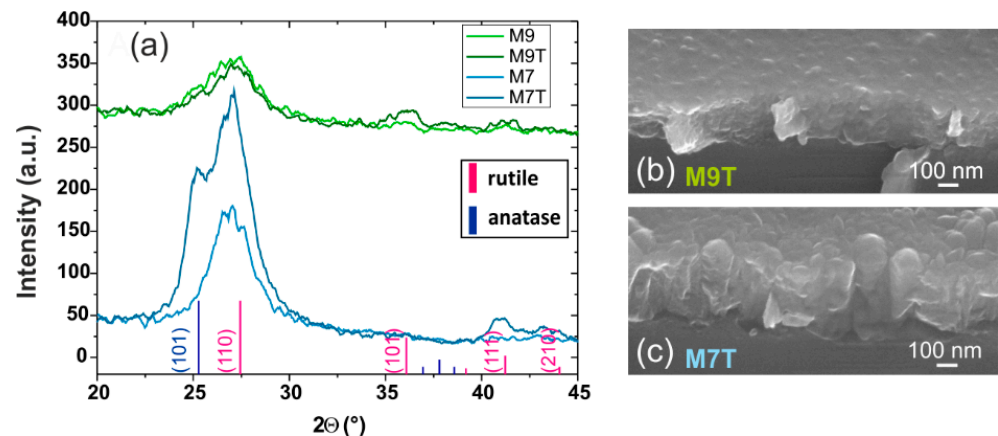 (a)
M9
M9T
M7
M7T
rutile
anatase
Intensity (a.u.)
400
350
300
250
200
150
100
50
0
(101)
(110)
(101)
(111)
(210)
20
25
30
35
40
45
2Θ (°)
(b) M9T
100 nm
(c) M7T
100 nm